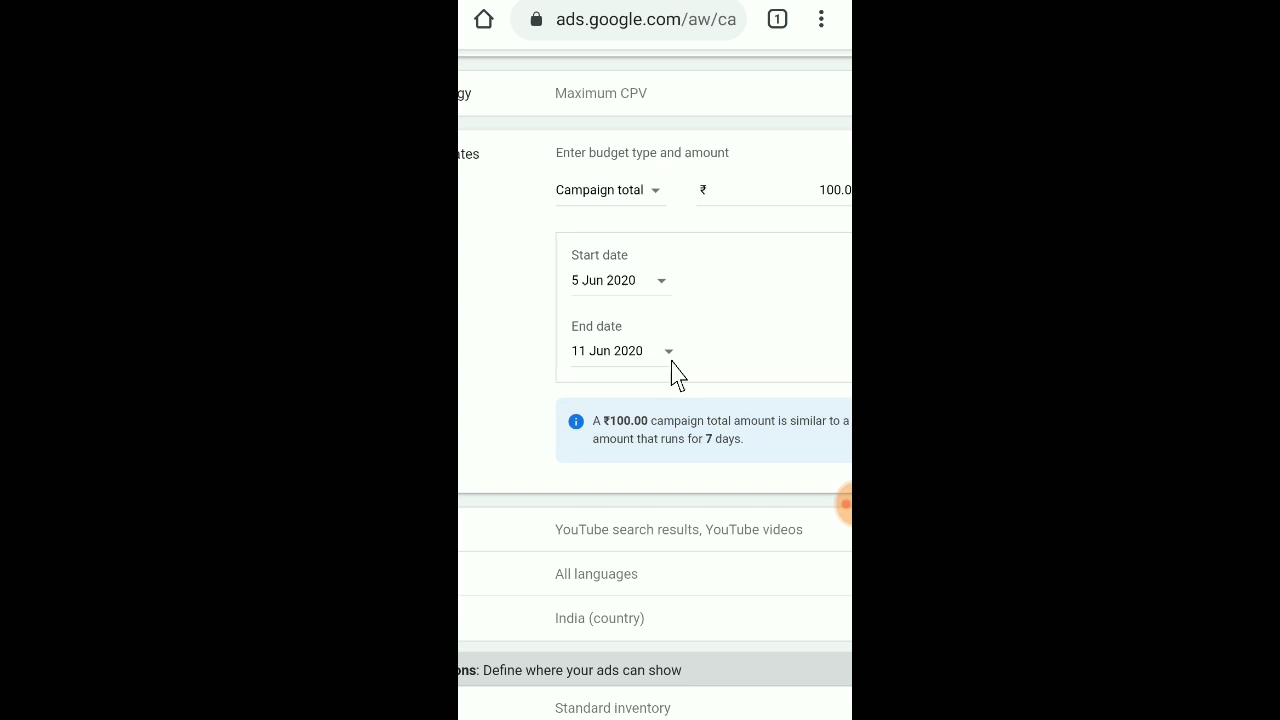 ads.google.com/aw/ca
1
gy
Maximum CPV
ates
Enter budget type and amount
Campaign total
₹
100.0
Start date
5 Jun 2020
End date
11 Jun 2020
A ₹100.00 campaign total amount is similar to a
amount that runs for 7 days.
YouTube search results, YouTube videos
All languages
India (country)
ons: Define where your ads can show
Standard inventory